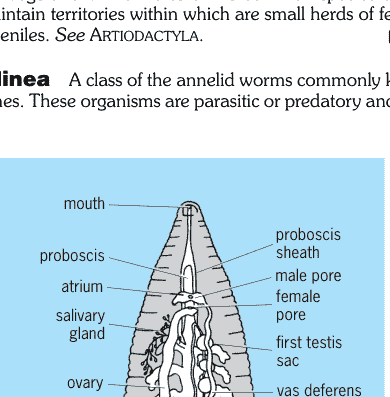 intain territories within which are small herds of fe
eniles. See ARTIODACTYLA.
linea A class of the annelid worms commonly k
nes. These organisms are parasitic or predatory and
mouth
proboscis
sheath
proboscis
male pore
atrium
female
pore
salivary
gland
first testis
sac
ovary
vas deferens